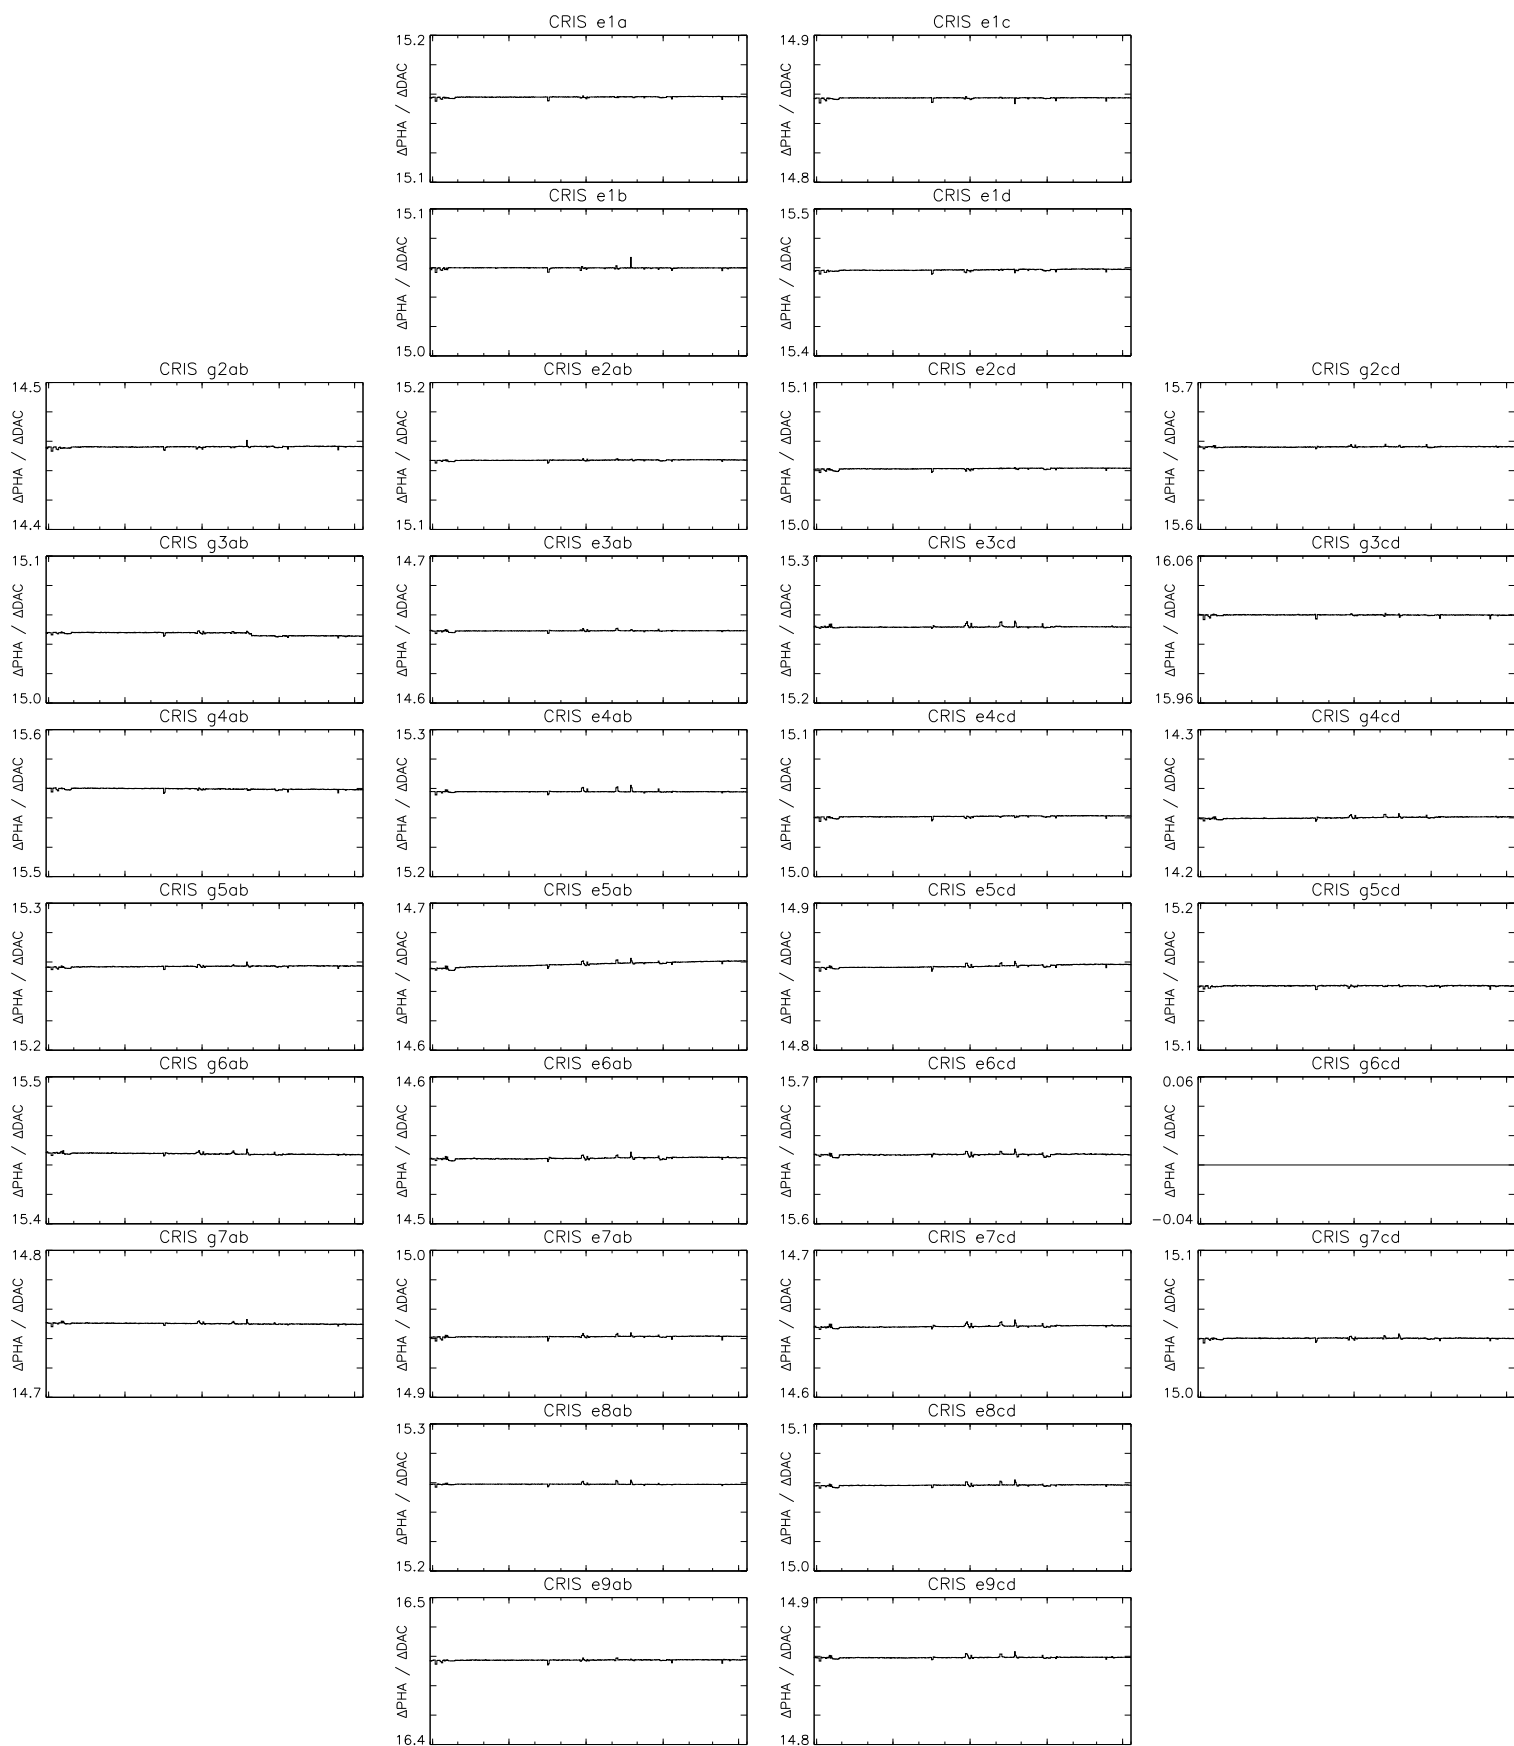 CRIS e1a
CRIS e1c
15.2
ΔPHA / ΔDAC
15.1
14.9
ΔPHA / ΔDAC
14.8
CRIS e1b
CRIS e1d
15.1
ΔPHA / ΔDAC
15.0
15.5
ΔPHA / ΔDAC
15.4
CRIS g2ab
CRIS e2ab
CRIS e2cd
CRIS g2cd
14.5
ΔPHA / ΔDAC
14.4
15.2
ΔPHA / ΔDAC
15.1
15.1
ΔPHA / ΔDAC
15.0
15.7
ΔPHA / ΔDAC
15.6
CRIS g3ab
CRIS e3ab
CRIS e3cd
CRIS g3cd
15.1
ΔPHA / ΔDAC
15.0
14.7
ΔPHA / ΔDAC
14.6
15.3
ΔPHA / ΔDAC
15.2
16.06
ΔPHA / ΔDAC
15.96
CRIS g4ab
CRIS e4ab
CRIS e4cd
CRIS g4cd
15.6
ΔPHA / ΔDAC
15.5
15.3
ΔPHA / ΔDAC
15.2
15.1
ΔPHA / ΔDAC
15.0
14.3
ΔPHA / ΔDAC
14.2
CRIS g5ab
CRIS e5ab
CRIS e5cd
CRIS g5cd
15.3
ΔPHA / ΔDAC
15.2
14.7
ΔPHA / ΔDAC
14.6
14.9
ΔPHA / ΔDAC
14.8
15.2
ΔPHA / ΔDAC
15.1
CRIS g6ab
CRIS e6ab
CRIS e6cd
CRIS g6cd
15.5
ΔPHA / ΔDAC
15.4
14.6
ΔPHA / ΔDAC
14.5
15.7
ΔPHA / ΔDAC
15.6
0.06
ΔPHA / ΔDAC
−0.04
CRIS g7ab
CRIS e7ab
CRIS e7cd
CRIS g7cd
14.8
ΔPHA / ΔDAC
14.7
15.0
ΔPHA / ΔDAC
14.9
14.7
ΔPHA / ΔDAC
14.6
15.1
ΔPHA / ΔDAC
15.0
CRIS e8ab
CRIS e8cd
15.3
ΔPHA / ΔDAC
15.2
15.1
ΔPHA / ΔDAC
15.0
CRIS e9ab
CRIS e9cd
16.5
ΔPHA / ΔDAC
16.4
14.9
ΔPHA / ΔDAC
14.8